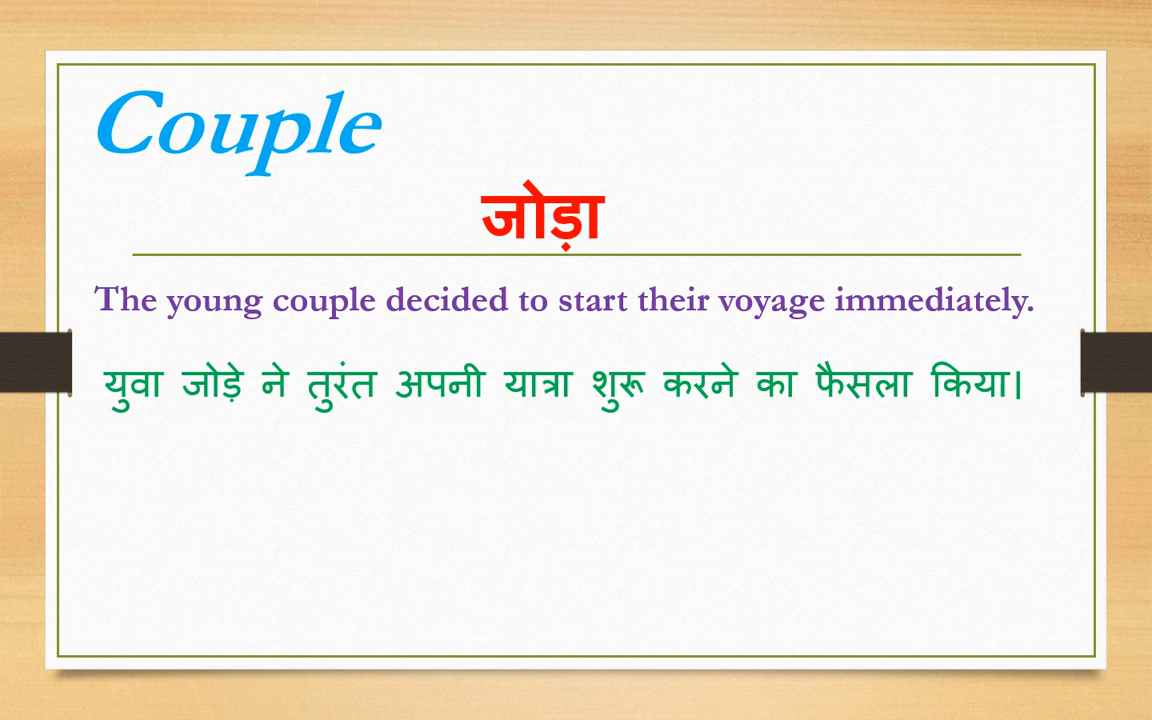 Couple
जोड़ा
The young couple decided to start their voyage immediately.
युवा जोड़े ने तुरंत अपनी यात्रा शुरू करने का फैसला किया।